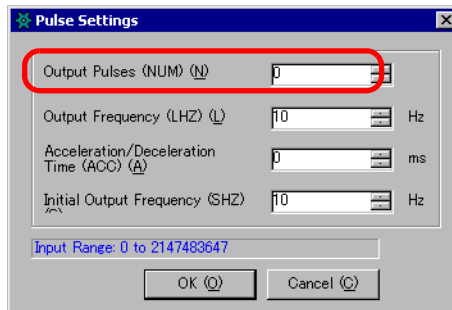 Pulse Settings
Output Pulses (NUM) (N) 0
Output Frequency (LHZ) (L) 10 Hz
Acceleration/Deceleration
Time (ACC) (A) 0 ms
Initial Output Frequency (SHZ) 10 Hz
Input Range: 0 to 2147483647
OK (O) Cancel (C)